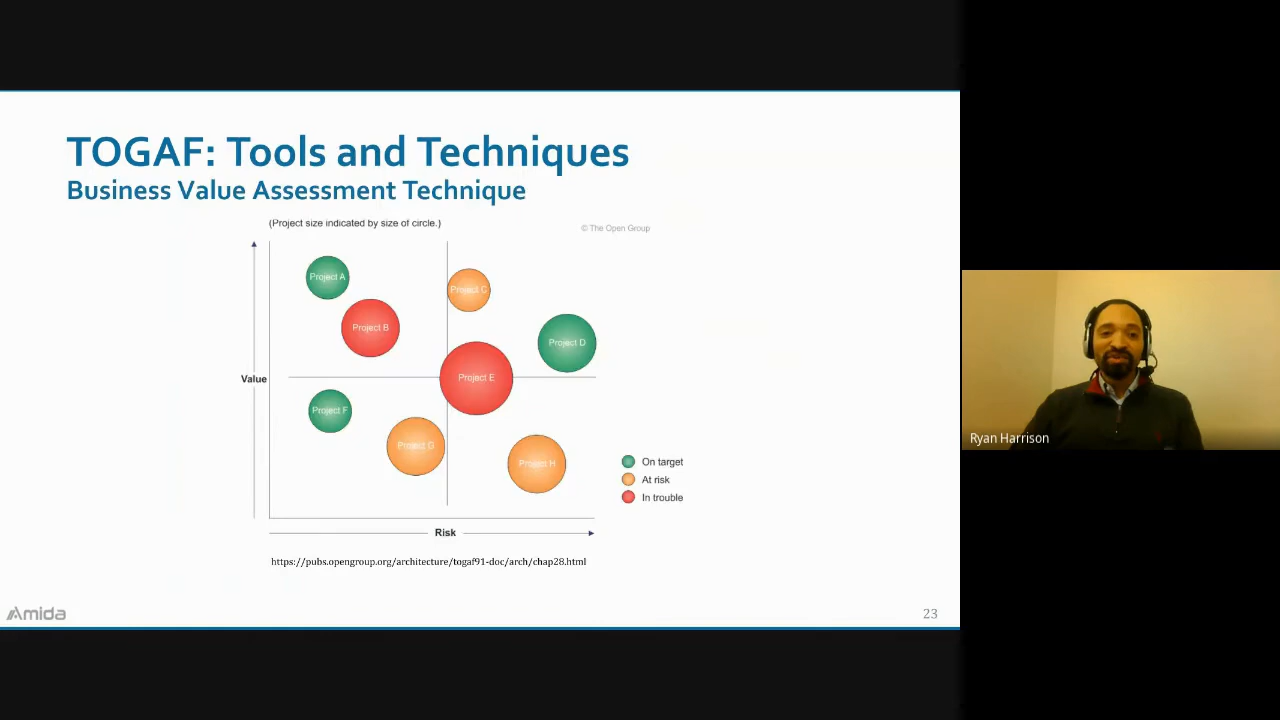 TOGAF: Tools and Techniques
Business Value Assessment Technique
(Project size indicated by size of circle.)
© The Open Group
Project A
Project C
Project B
Project D
Value
Project E
Project F
Project G
Project H
On target
At risk
In trouble
Risk
https://pubs.opengroup.org/architecture/togaf91-doc/arch/chap28.html
Amida
23
Ryan Harrison